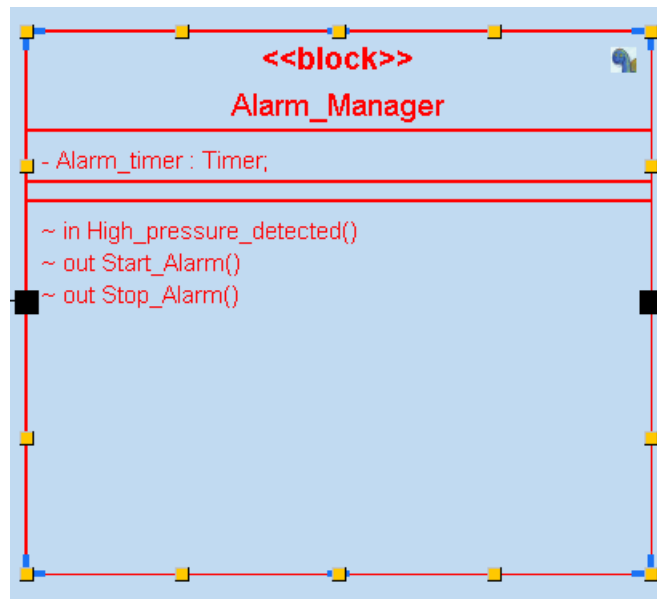 <<block>>
Alarm_Manager
- Alarm_timer : Timer;
~ in High_pressure_detected()
~ out Start_Alarm()
~ out Stop_Alarm()